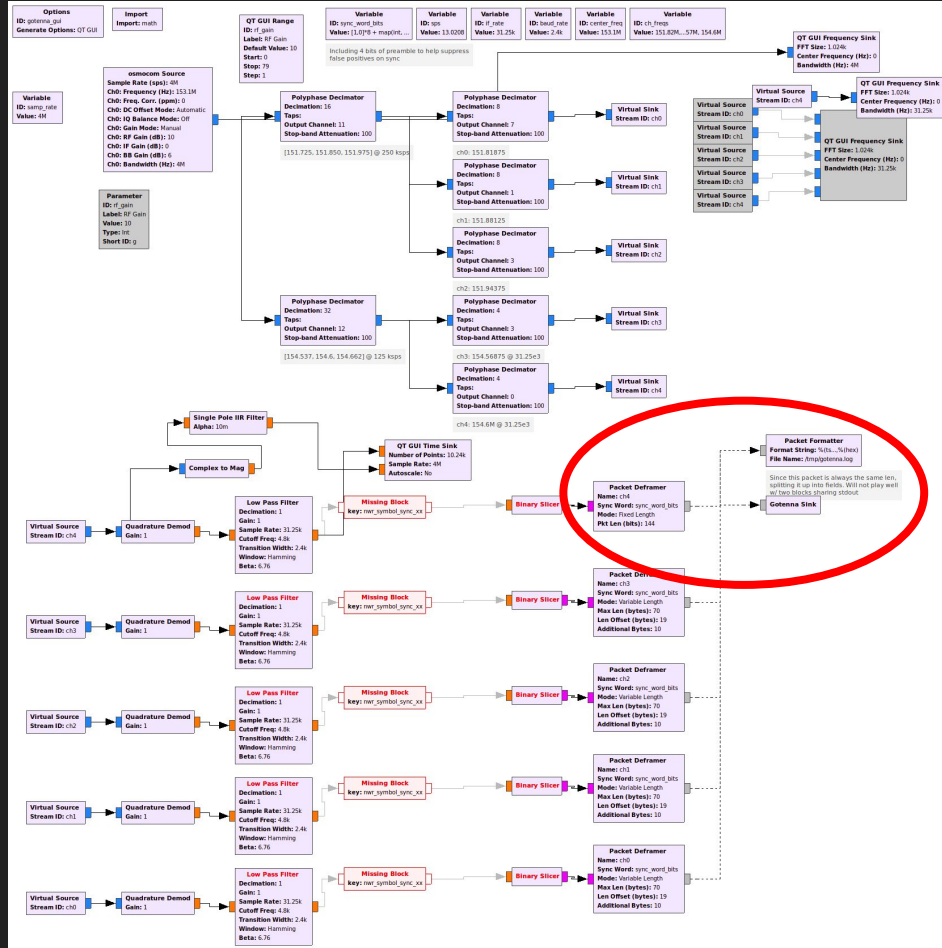 Options
ID: gotenna_gui
Generate Options: QT GUI
Import
Import: math
QT GUI Range
ID: rf_gain
Label: RF Gain
Default Value: 10
Start: 0
Stop: 79
Step: 1
Variable
ID: sync_word_bits
Value: [1,0]*8 + map(int, ...
Variable
ID: sps
Value: 13.0208
Variable
ID: if_rate
Value: 31.25k
Variable
ID: baud_rate
Value: 2.4k
Variable
ID: center_freq
Value: 153.1M
Variable
ID: ch_freqs
Value: 151.82M,...57M, 154.6M
Including 4 bits of preamble to help suppress
false positives on sync
QT GUI Frequency Sink
FFT Size: 1.024k
Center Frequency (Hz): 0
Bandwidth (Hz): 4M
Variable
ID: samp_rate
Value: 4M
osmocom Source
Sample Rate (sps): 4M
Ch0: Frequency (Hz): 153.1M
Ch0: Freq. Corr. (ppm): 0
Ch0: DC Offset Mode: Automatic
Ch0: IQ Balance Mode: Off
Ch0: Gain Mode: Manual
Ch0: RF Gain (dB): 10
Ch0: IF Gain (dB): 0
Ch0: BB Gain (dB): 6
Ch0: Bandwidth (Hz): 4M
Parameter
ID: rf_gain
Label: RF Gain
Value: 10
Type: Int
Short ID: g
Polyphase Decimator
Decimation: 16
Taps:
Output Channel: 11
Stop-band Attenuation: 100
[151.725, 151.850, 151.975] @ 250 ksps
Polyphase Decimator
Decimation: 8
Taps:
Output Channel: 7
Stop-band Attenuation: 100
ch0: 151.81875
Virtual Sink
Stream ID: ch0
Polyphase Decimator
Decimation: 8
Taps:
Output Channel: 1
Stop-band Attenuation: 100
ch1: 151.88125
Virtual Sink
Stream ID: ch1
Polyphase Decimator
Decimation: 8
Taps:
Output Channel: 3
Stop-band Attenuation: 100
ch2: 151.94375
Virtual Sink
Stream ID: ch2
Virtual Source
Stream ID: ch4
QT GUI Frequency Sink
FFT Size: 1.024k
Center Frequency (Hz): 0
Bandwidth (Hz): 31.25k
Virtual Source
Stream ID: ch0
Virtual Source
Stream ID: ch1
Virtual Source
Stream ID: ch2
Virtual Source
Stream ID: ch3
Virtual Source
Stream ID: ch4
QT GUI Frequency Sink
FFT Size: 1.024k
Center Frequency (Hz): 0
Bandwidth (Hz): 31.25k
Polyphase Decimator
Decimation: 32
Taps:
Output Channel: 12
Stop-band Attenuation: 100
[154.537, 154.6, 154.662] @ 125 ksps
Polyphase Decimator
Decimation: 4
Taps:
Output Channel: 3
Stop-band Attenuation: 100
ch3: 154.56875 @ 31.25e3
Virtual Sink
Stream ID: ch3
Polyphase Decimator
Decimation: 4
Taps:
Output Channel: 0
Stop-band Attenuation: 100
ch4: 154.6M @ 31.25e3
Virtual Sink
Stream ID: ch4
Single Pole IIR Filter
Alpha: 10m
Complex to Mag
QT GUI Time Sink
Number of Points: 10.24k
Sample Rate: 4M
Autoscale: No
Packet Formatter
Format String: %(ts...,%(hex)
File Name: /tmp/gotenna.log
Since this packet is always the same len,
splitting it up into fields. Will not play well
w/ two blocks sharing stdout
Gotenna Sink
Virtual Source
Stream ID: ch4
Quadrature Demod
Gain: 1
Low Pass Filter
Decimation: 1
Gain: 1
Sample Rate: 31.25k
Cutoff Freq: 4.8k
Transition Width: 2.4k
Window: Hamming
Beta: 6.76
Missing Block
key: nwr_symbol_sync_xx
Binary Slicer
Packet Deframer
Name: ch4
Sync Word: sync_word_bits
Mode: Fixed Length
Pkt Len (bits): 144
Virtual Source
Stream ID: ch3
Quadrature Demod
Gain: 1
Low Pass Filter
Decimation: 1
Gain: 1
Sample Rate: 31.25k
Cutoff Freq: 4.8k
Transition Width: 2.4k
Window: Hamming
Beta: 6.76
Missing Block
key: nwr_symbol_sync_xx
Binary Slicer
Packet Deframer
Name: ch3
Sync Word: sync_word_bits
Mode: Variable Length
Max Len (bytes): 70
Len Offset (bytes): 19
Additional Bytes: 10
Virtual Source
Stream ID: ch2
Quadrature Demod
Gain: 1
Low Pass Filter
Decimation: 1
Gain: 1
Sample Rate: 31.25k
Cutoff Freq: 4.8k
Transition Width: 2.4k
Window: Hamming
Beta: 6.76
Missing Block
key: nwr_symbol_sync_xx
Binary Slicer
Packet Deframer
Name: ch2
Sync Word: sync_word_bits
Mode: Variable Length
Max Len (bytes): 70
Len Offset (bytes): 19
Additional Bytes: 10
Virtual Source
Stream ID: ch1
Quadrature Demod
Gain: 1
Low Pass Filter
Decimation: 1
Gain: 1
Sample Rate: 31.25k
Cutoff Freq: 4.8k
Transition Width: 2.4k
Window: Hamming
Beta: 6.76
Missing Block
key: nwr_symbol_sync_xx
Binary Slicer
Packet Deframer
Name: ch1
Sync Word: sync_word_bits
Mode: Variable Length
Max Len (bytes): 70
Len Offset (bytes): 19
Additional Bytes: 10
Virtual Source
Stream ID: ch0
Quadrature Demod
Gain: 1
Low Pass Filter
Decimation: 1
Gain: 1
Sample Rate: 31.25k
Cutoff Freq: 4.8k
Transition Width: 2.4k
Window: Hamming
Beta: 6.76
Missing Block
key: nwr_symbol_sync_xx
Binary Slicer
Packet Deframer
Name: ch0
Sync Word: sync_word_bits
Mode: Variable Length
Max Len (bytes): 70
Len Offset (bytes): 19
Additional Bytes: 10